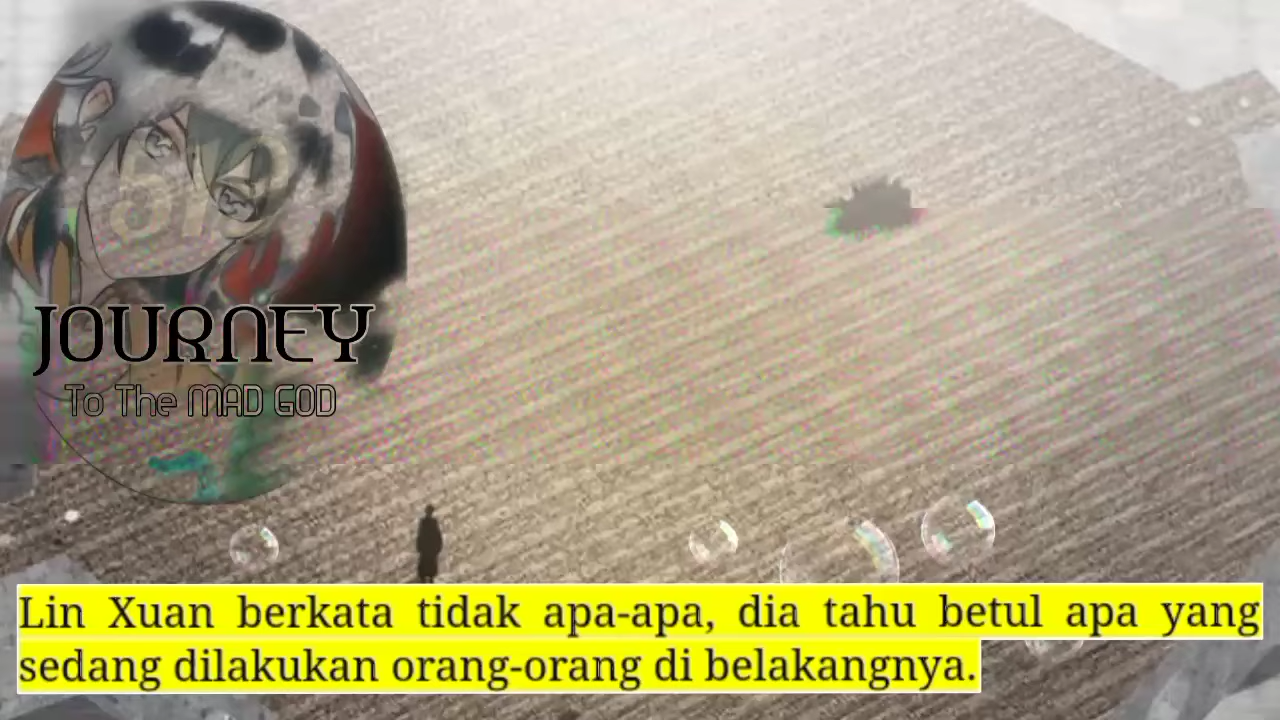 JOURNEY
To The MAD GOD
Lin Xuan berkata tidak apa-apa, dia tahu betul apa yang
sedang dilakukan orang-orang di belakangnya.